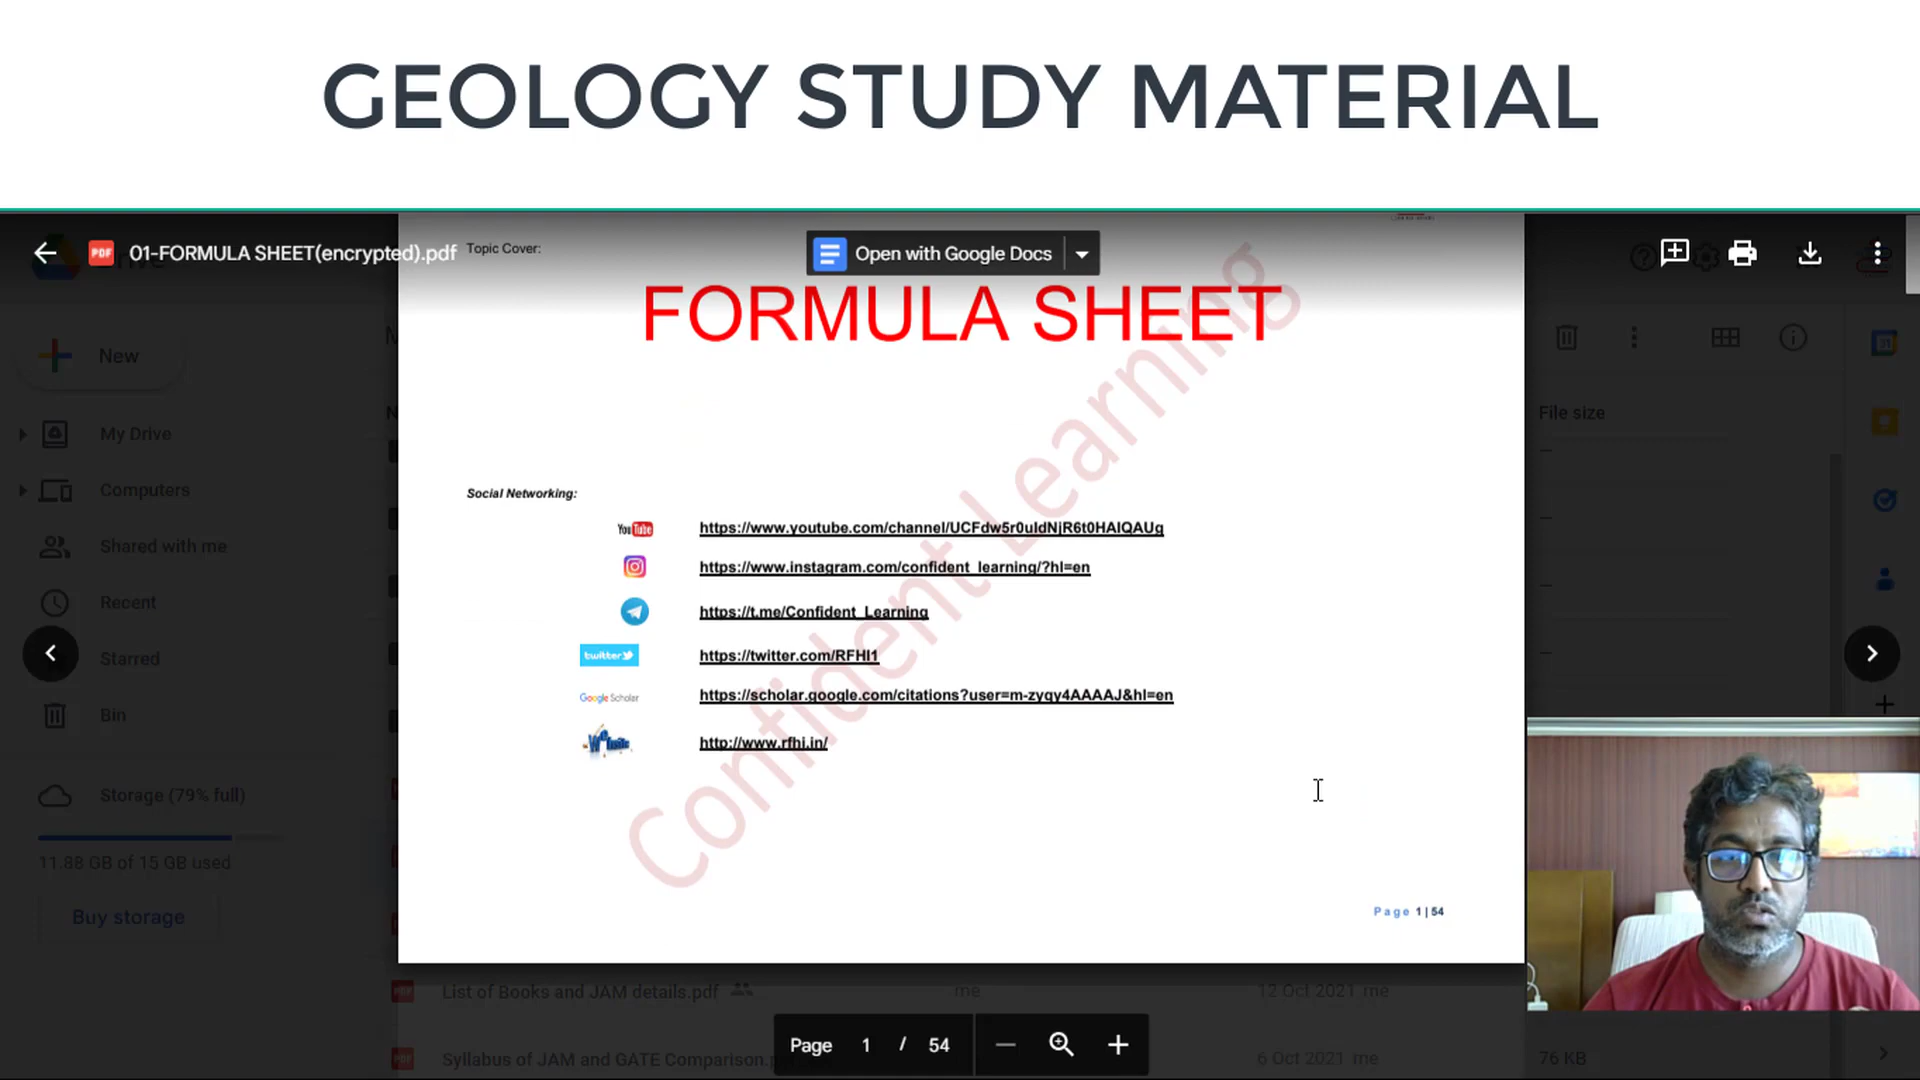 GEOLOGY STUDY MATERIAL
01-FORMULA SHEET(encrypted).pdf
Topic Cover:
Open with Google Docs
FORMULA SHEET
New
File size
My Drive
Computers
Shared with me
Recent
Starred
Bin
Storage (79% full)
11.88 GB of 15 GB used
Buy storage
Social Networking:
YouTube
https://www.youtube.com/channel/UCFdw5r0uIdNjR6t0HAIQAUg
https://www.instagram.com/confident_learning/?hl=en
https://t.me/Confident_Learning
twitter
https://twitter.com/RFHI1
Google Scholar
https://scholar.google.com/citations?user=m-zyqy4AAAAJ&hl=en
http://www.rfhi.in/
Confident Learning
Page 1 | 54
List of Books and JAM details.pdf me 12 Oct 2021 me
Syllabus of JAM and GATE Comparison. 6 Oct 2021 me 76 KB
Page 1 / 54